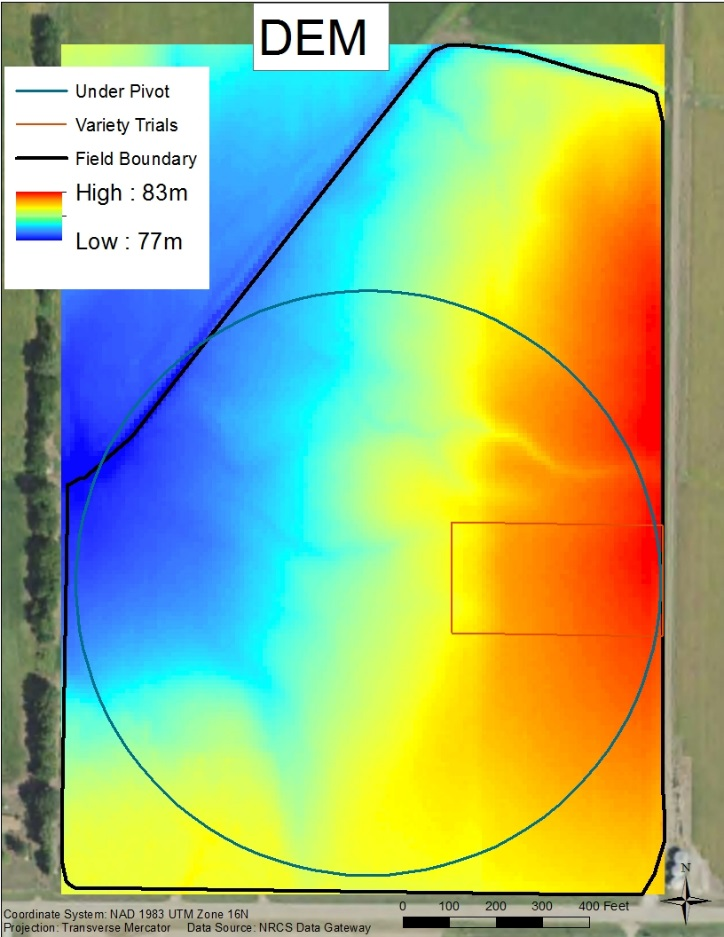 DEM
Under Pivot
Variety Trials
Field Boundary
High : 83m
Low : 77m
N
0 100 200 300 400 Feet
Coordinate System: NAD 1983 UTM Zone 16N
Projection: Transverse Mercator Data Source: NRCS Data Gateway